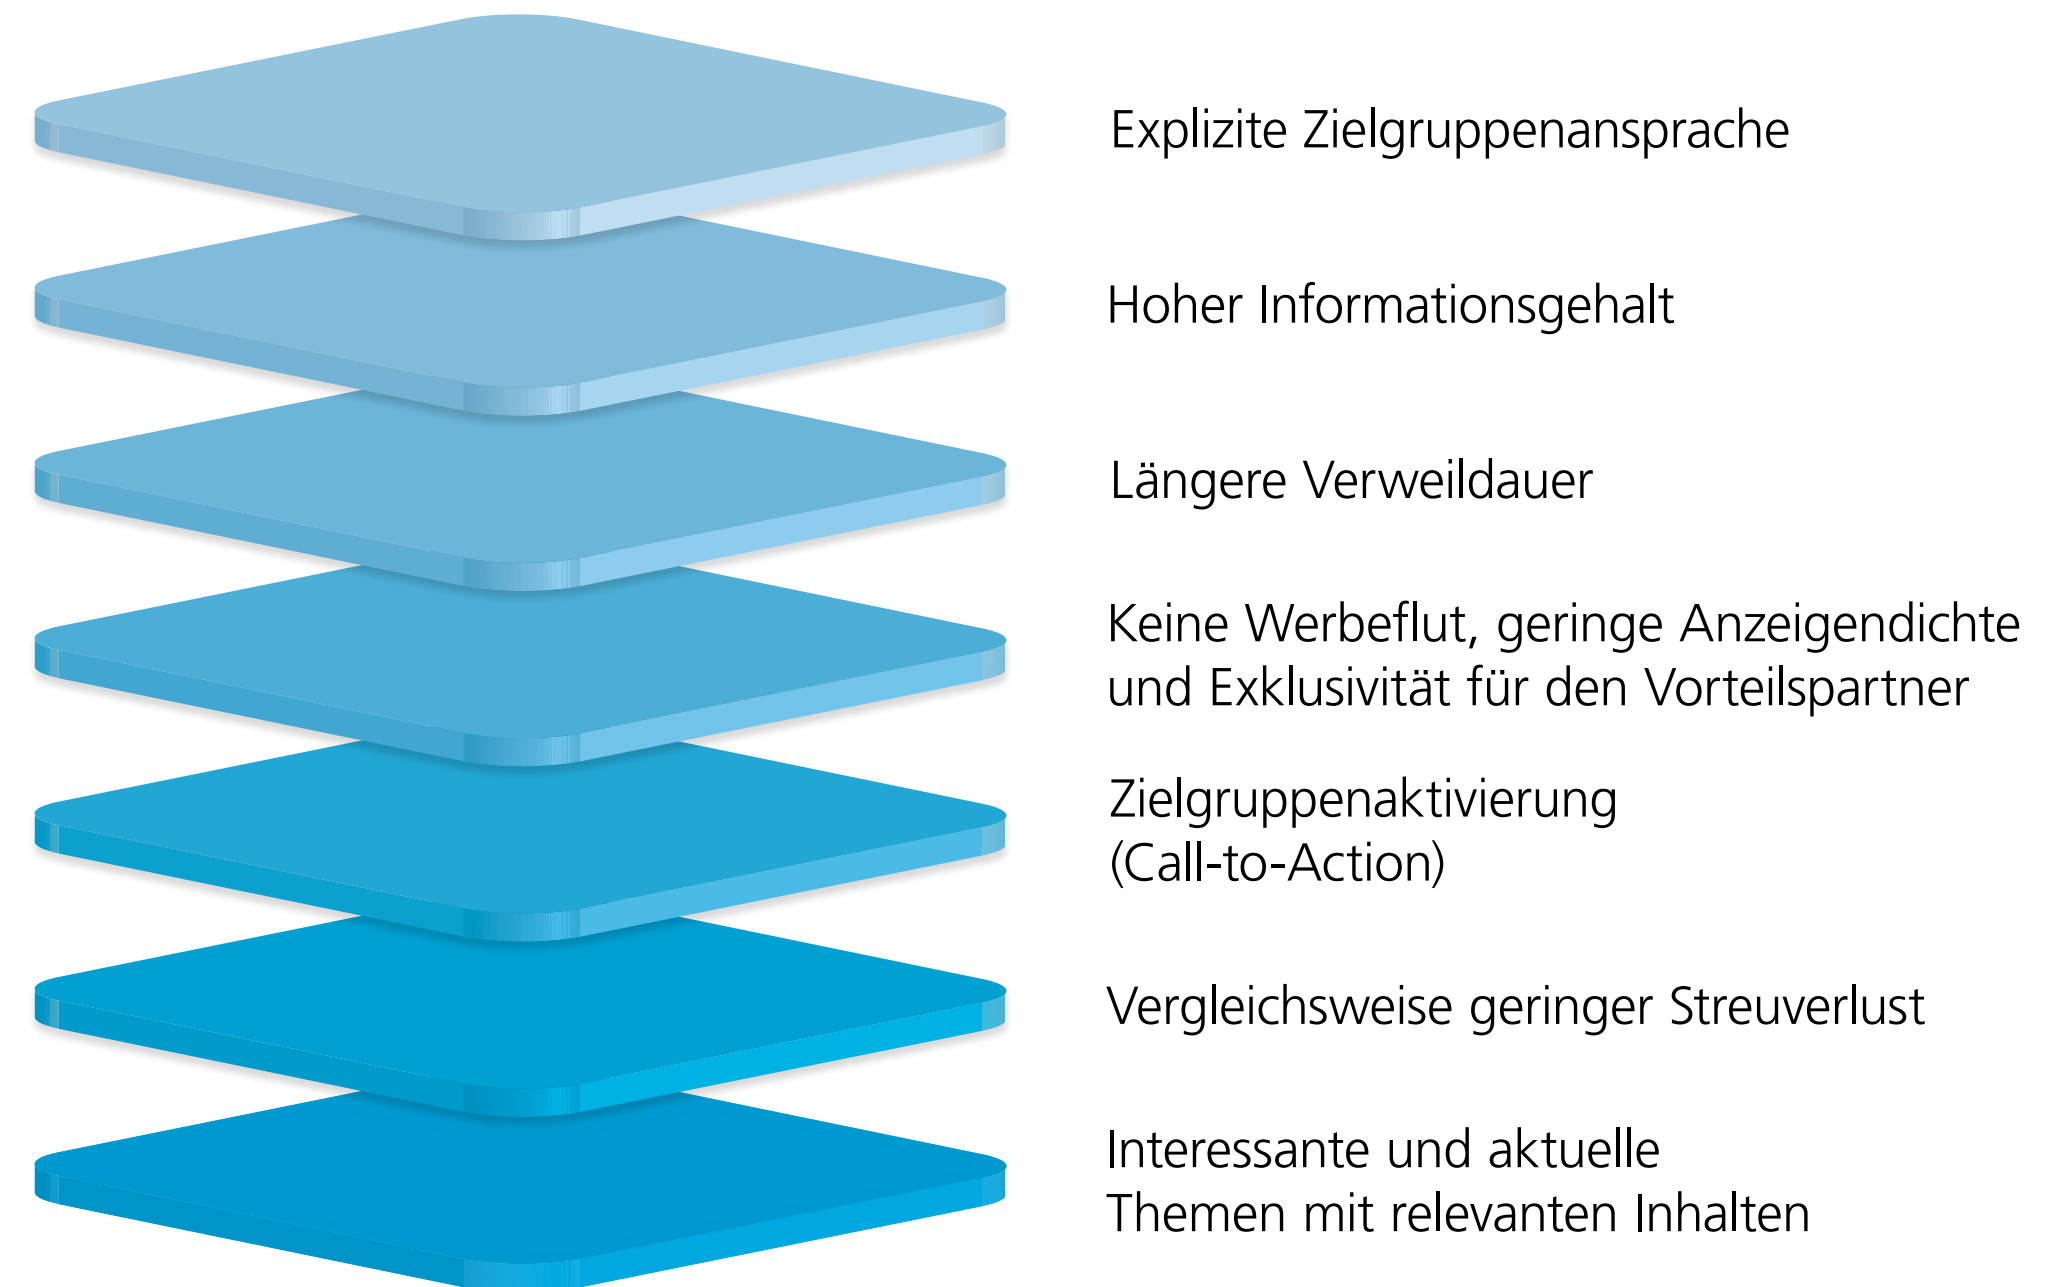 Explizite Zielgruppenansprache
Hoher Informationsgehalt
Längere Verweildauer
Keine Werbeflut, geringe Anzeigendichte
und Exklusivität für den Vorteilspartner
Zielgruppenaktivierung
(Call-to-Action)
Vergleichsweise geringer Streuverlust
Interessante und aktuelle
Themen mit relevanten Inhalten